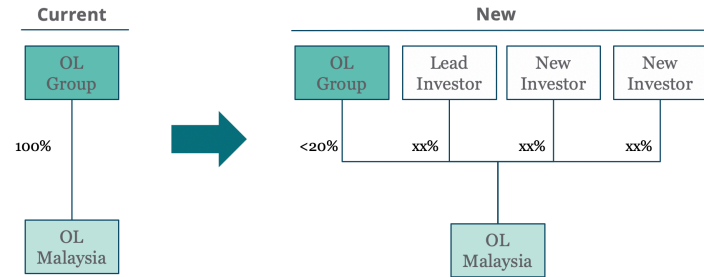 Current
New
OL
Group
OL
Group
Lead
Investor
New
Investor
New
Investor
100%
<20%
xx%
xx%
xx%
OL
Malaysia
OL
Malaysia